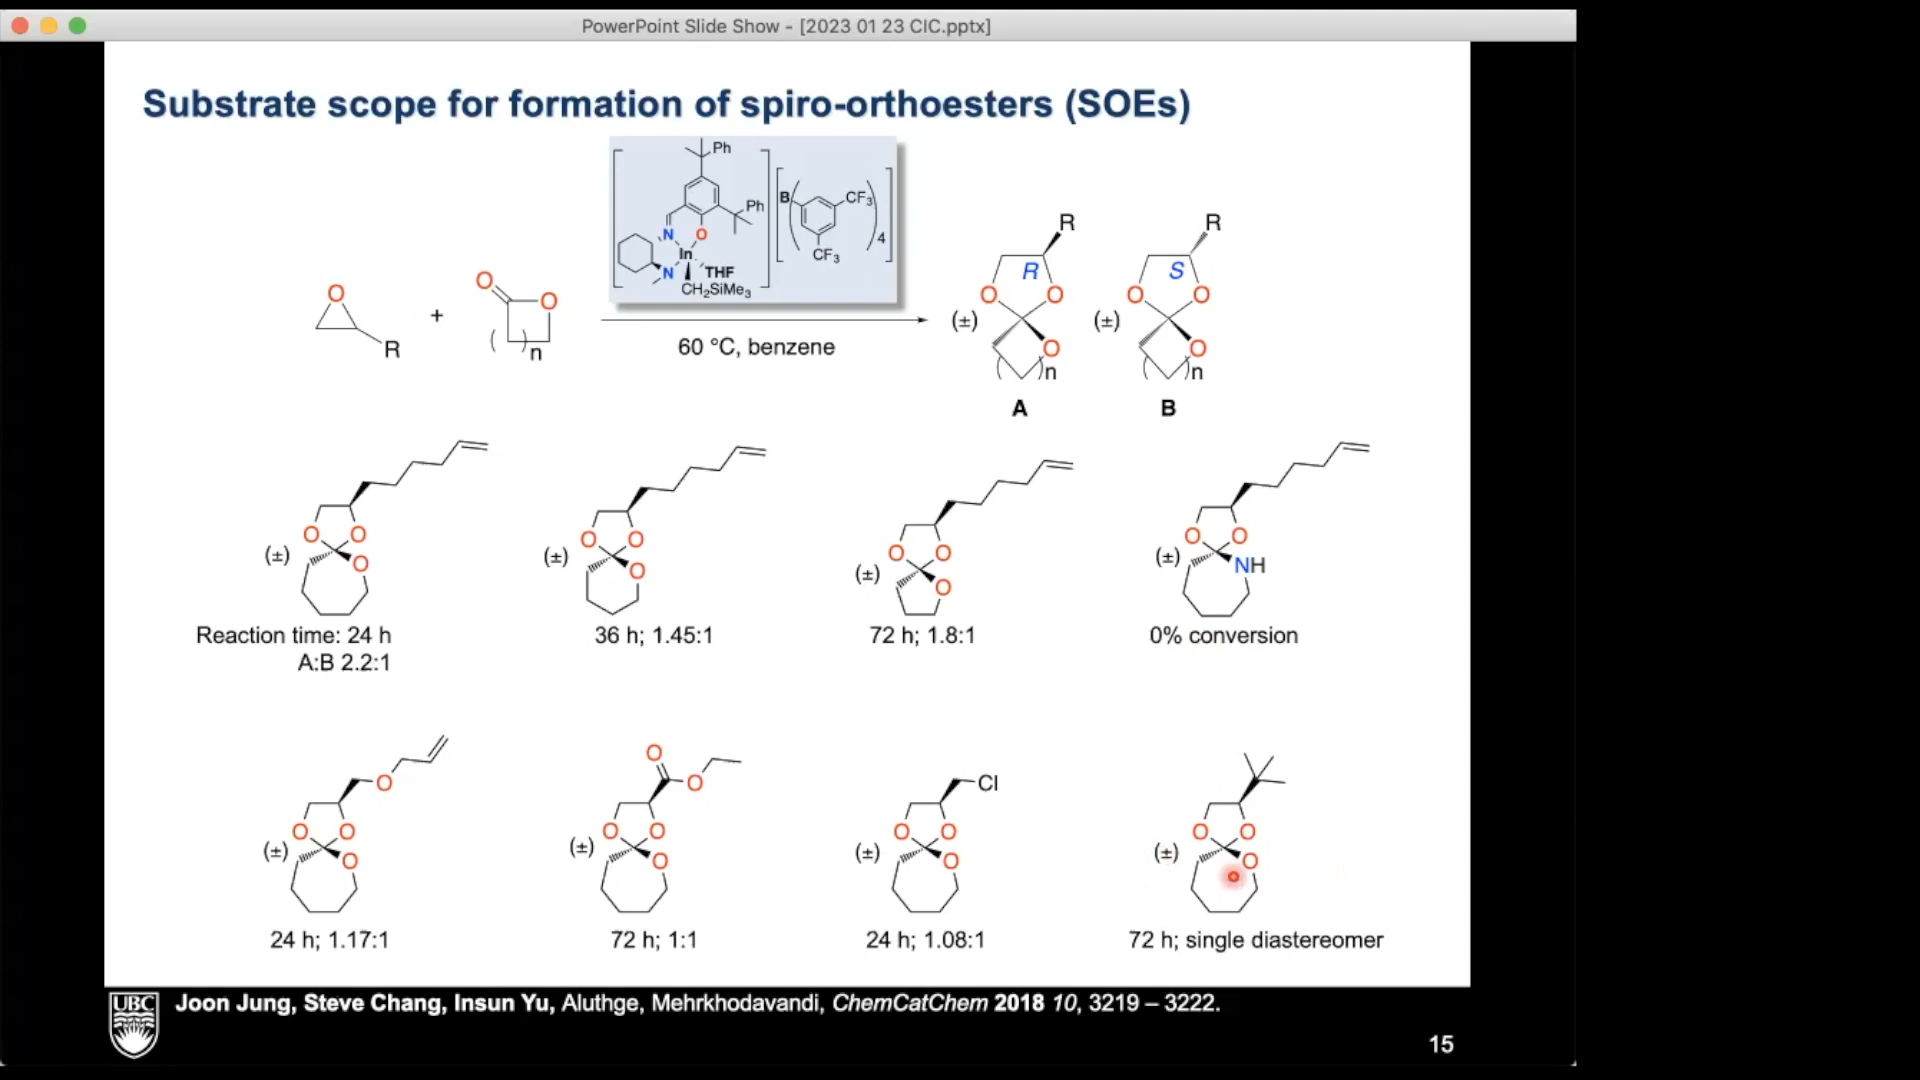 PowerPoint Slide Show - [2023 01 23 CIC.pptx]
Substrate scope for formation of spiro-orthoesters (SOEs)
Ph
Ph
N O
In
N THF
CH₂SiMe₃
B CF₃
CF₃
4
O
R
+
O
O
( ) n
60 °C, benzene
R
R
O O
(±)
O
( ) n
A
R
S
O O
(±)
O
( ) n
B
O O
(±)
O
Reaction time: 24 h
A:B 2.2:1
O O
(±)
O
36 h; 1.45:1
O O
(±)
O
72 h; 1.8:1
O O
(±)
NH
0% conversion
O
O O
(±)
O
24 h; 1.17:1
O
O
O O
(±)
O
72 h; 1:1
Cl
O O
(±)
O
24 h; 1.08:1
O O
(±)
O
72 h; single diastereomer
UBC
Joon Jung, Steve Chang, Insun Yu, Aluthge, Mehrkhodavandi, ChemCatChem 2018 10, 3219 – 3222.
15